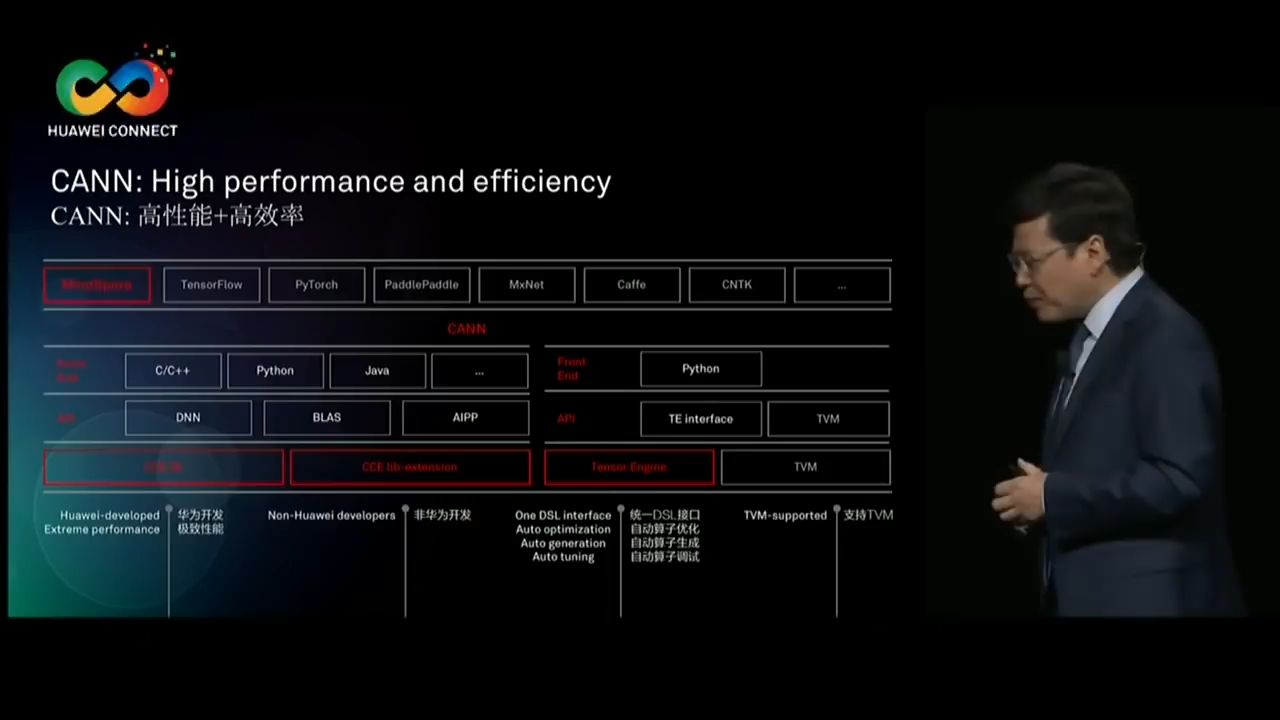 HUAWEI CONNECT
CANN: High performance and efficiency
CANN: 高性能+高效率
MindSpore TensorFlow PyTorch PaddlePaddle MxNet Caffe CNTK ...
CANN
Front
End
C/C++ Python Java ...
Front
End
Python
API DNN BLAS AIPP
API TE interface TVM
CCE lib-extension Tensor Engine TVM
Huawei-developed
Extreme performance
华为开发
极致性能
Non-Huawei developers
非华为开发
One DSL interface
Auto optimization
Auto generation
Auto tuning
统一DSL接口
自动算子优化
自动算子生成
自动算子调试
TVM-supported
支持TVM